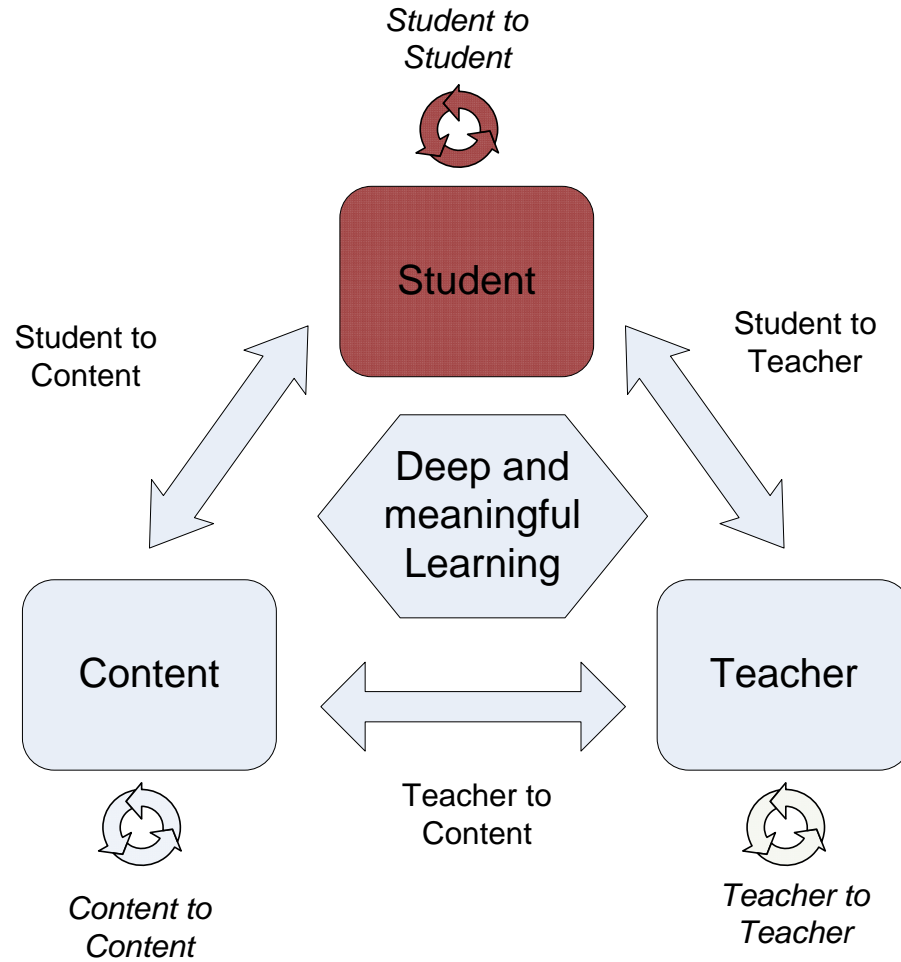 Student to
Student
Student
Student to
Content
Student to
Teacher
Deep and
meaningful
Learning
Content
Teacher
Teacher to
Content
Content to
Content
Teacher to
Teacher